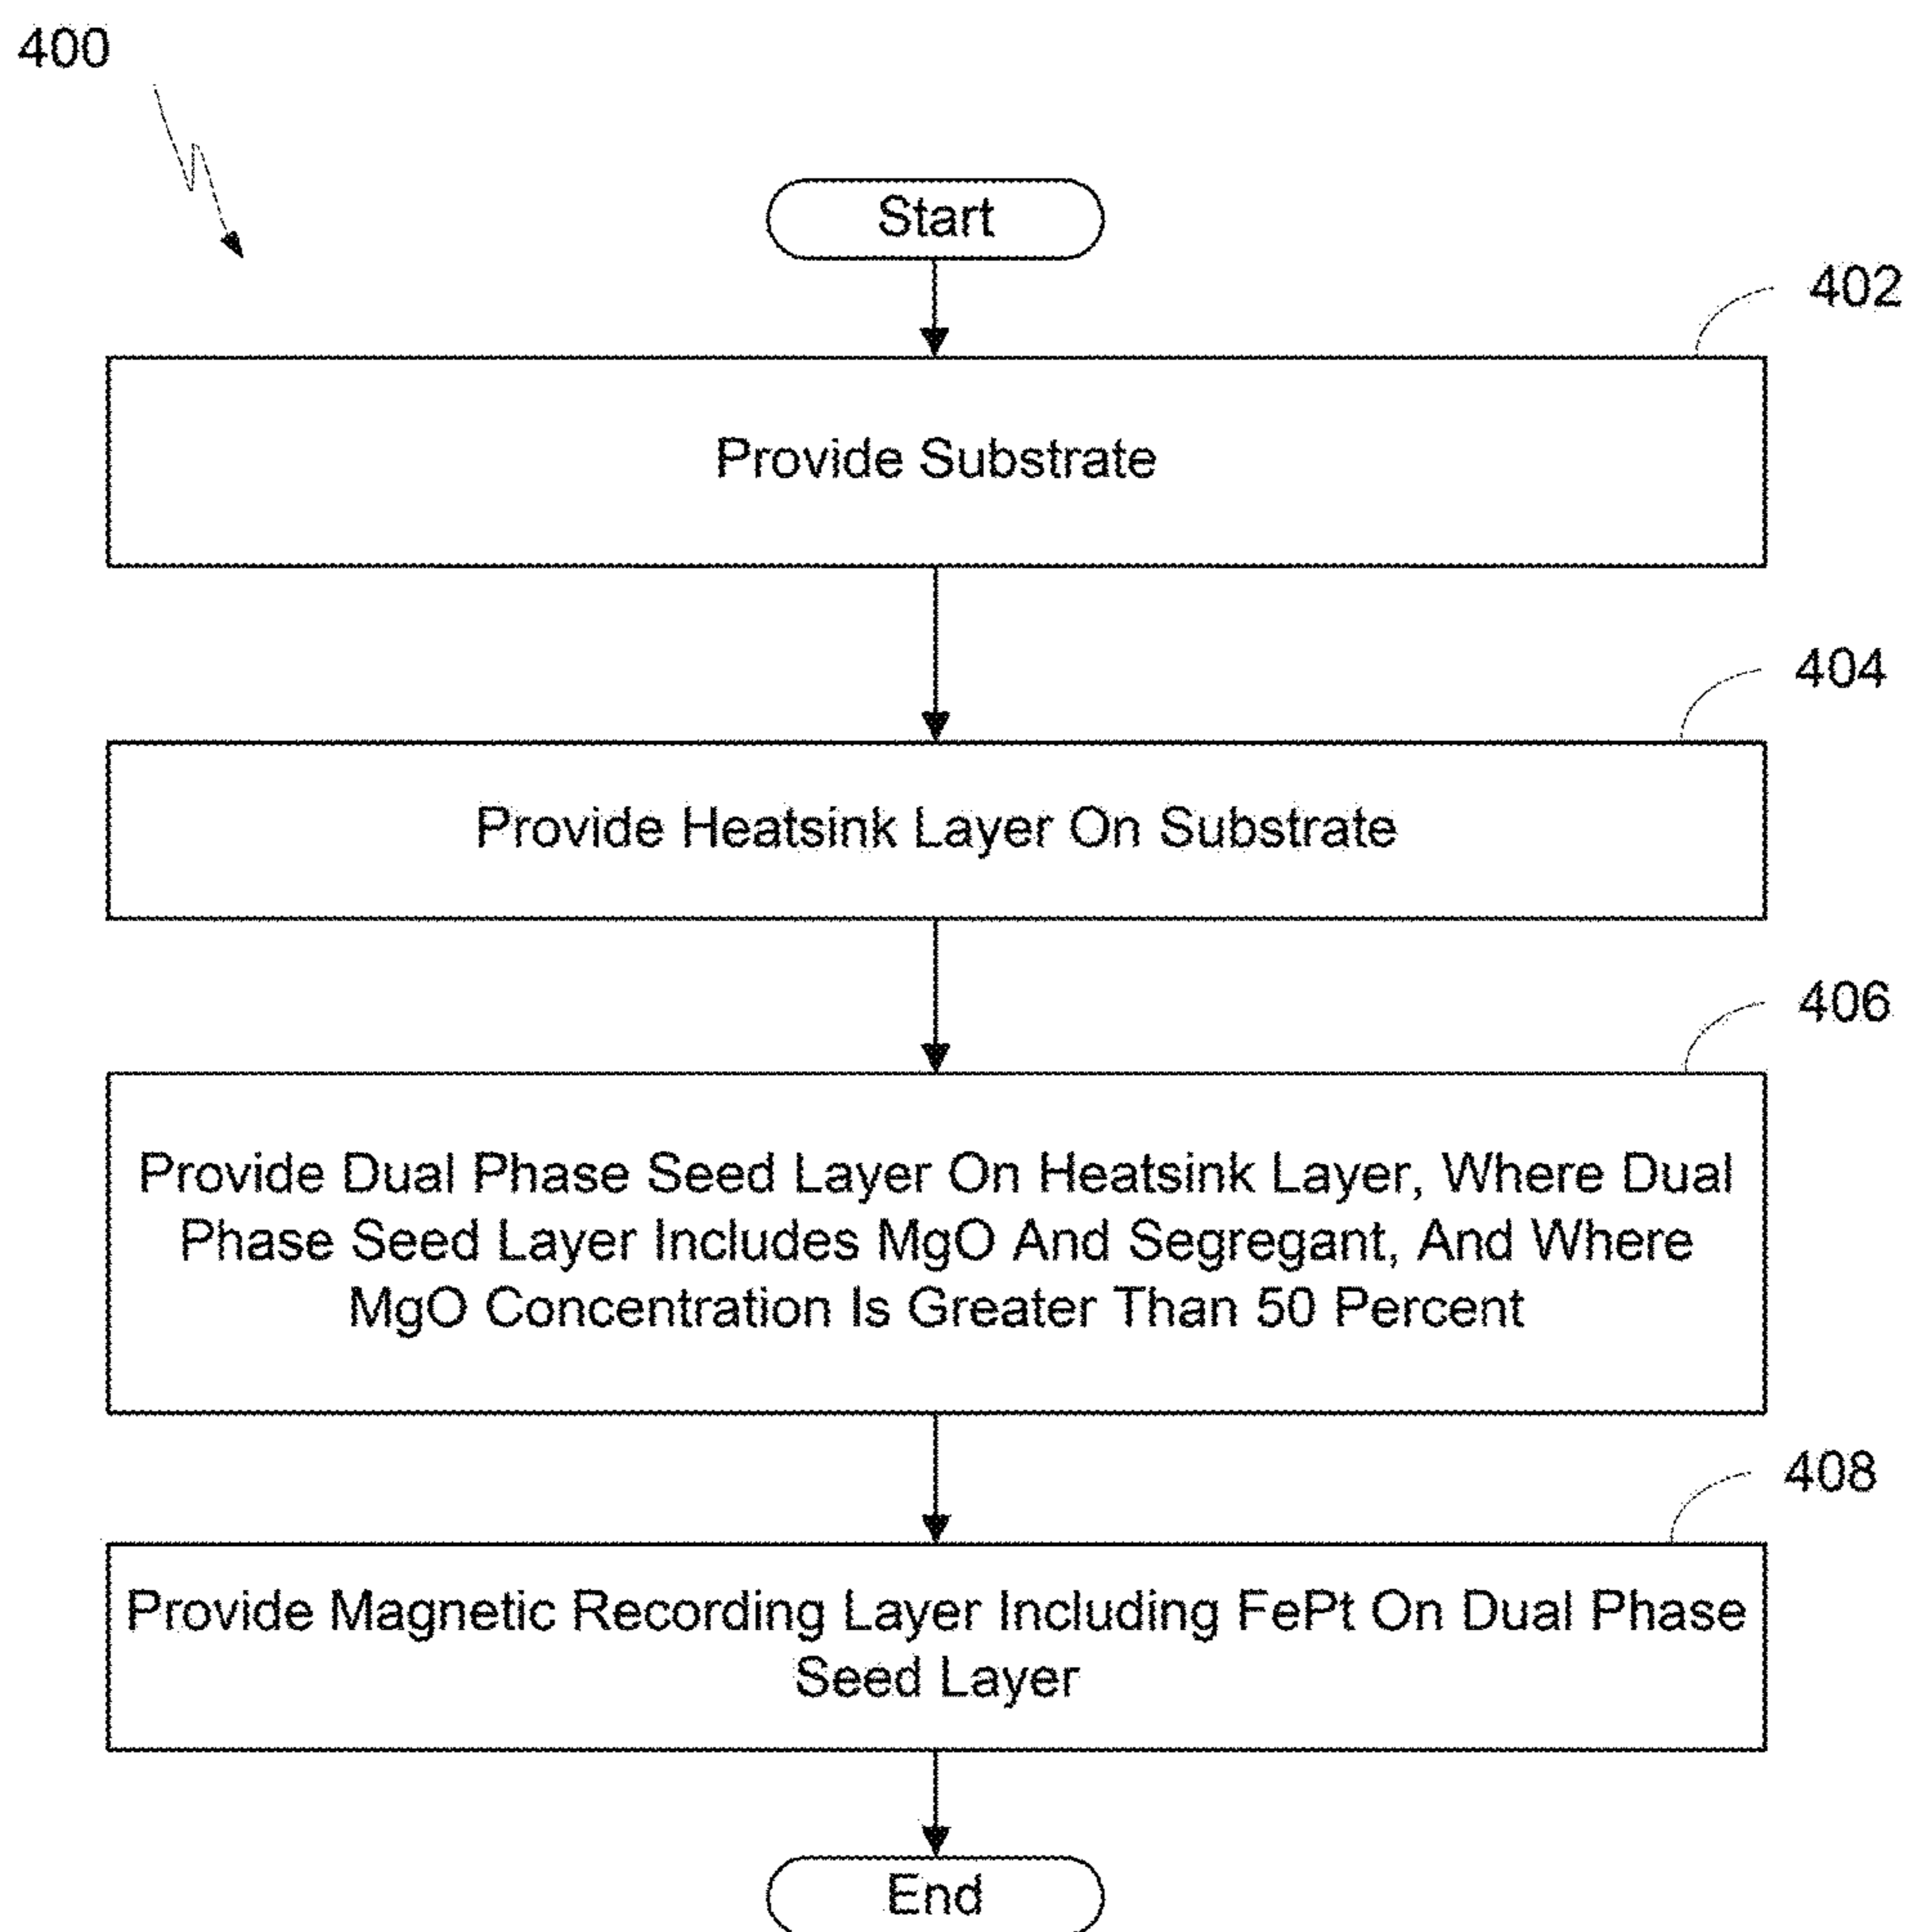 400
Start
402
Provide Substrate
404
Provide Heatsink Layer On Substrate
406
Provide Dual Phase Seed Layer On Heatsink Layer, Where Dual
Phase Seed Layer Includes MgO And Segregant, And Where
MgO Concentration Is Greater Than 50 Percent
408
Provide Magnetic Recording Layer Including FePt On Dual Phase
Seed Layer
End